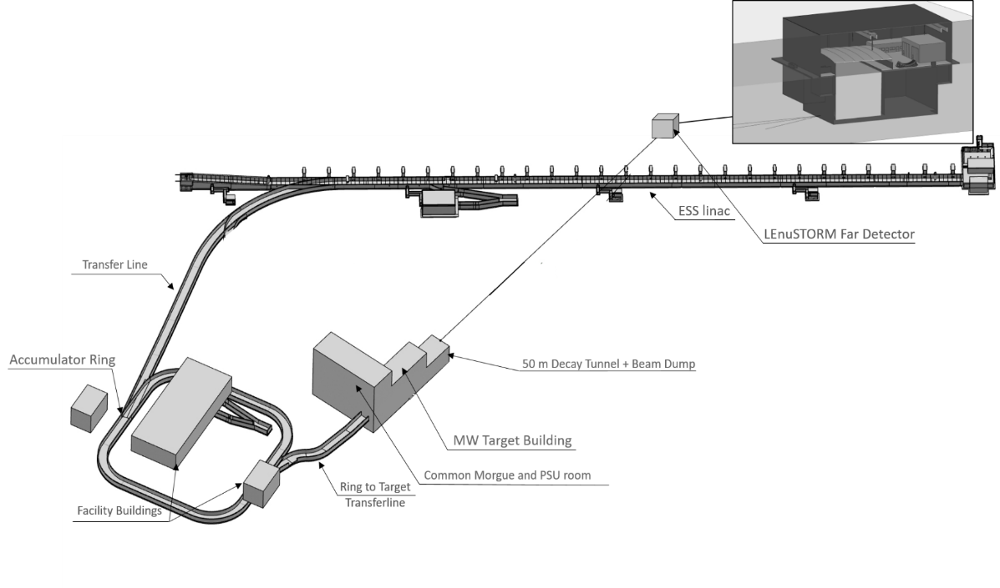 ESS linac
LEnuSTORM Far Detector
Transfer Line
Accumulator Ring
50 m Decay Tunnel + Beam Dump
MW Target Building
Common Morgue and PSU room
Ring to Target
Transferline
Facility Buildings